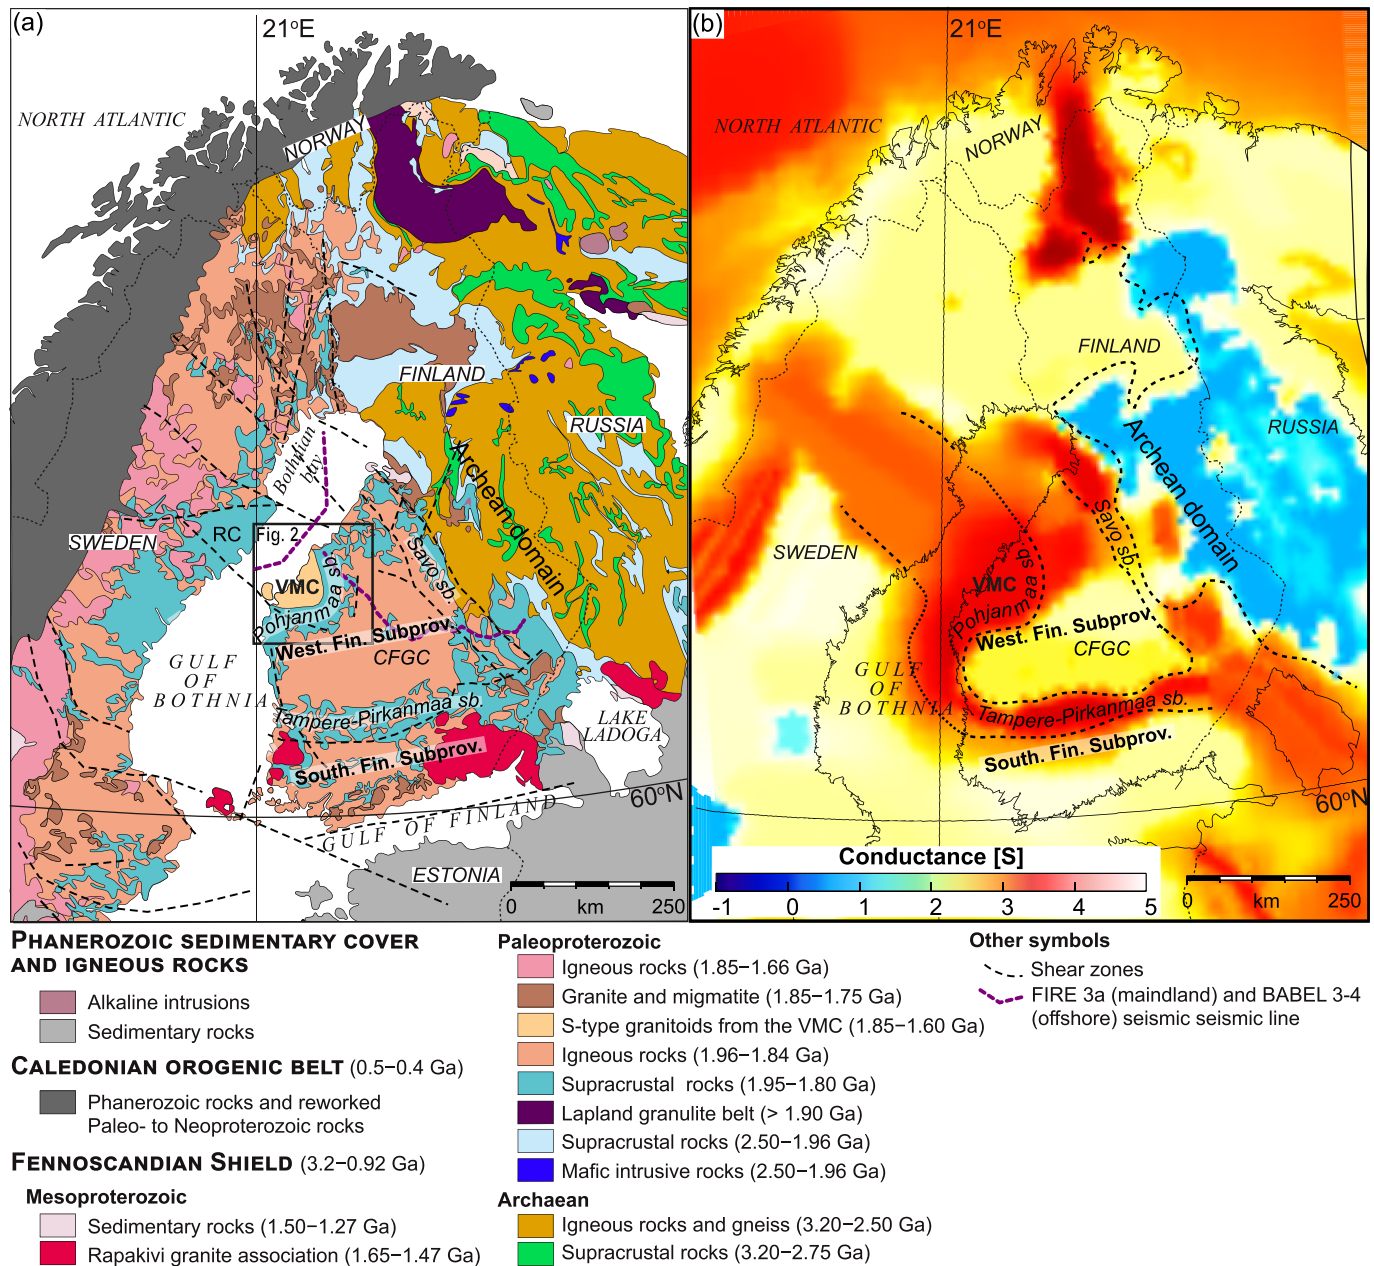 (a)
21°E
NORTH ATLANTIC
NORWAY
FINLAND
RUSSIA
Bothnian
bay
Archean domain
SWEDEN
RC
Fig. 2
VMC
Pohjanmaa sb.
Savo sb.
West. Fin. Subprov.
CFGC
GULF
OF
BOTHNIA
Tampere-Pirkanmaa sb.
LAKE
LADOGA
South. Fin. Subprov.
60°N
GULF OF FINLAND
ESTONIA
0 km 250
(b)
21°E
NORTH ATLANTIC
NORWAY
FINLAND
RUSSIA
Archean domain
SWEDEN
Savo sb.
VMC
Pohjanmaa sb.
West. Fin. Subprov.
CFGC
GULF
OF
BOTHNIA
Tampere-Pirkanmaa sb.
South. Fin. Subprov.
60°N
Conductance [S]
-1 0 1 2 3 4 5
0 km 250
PHANEROZOIC SEDIMENTARY COVER
AND IGNEOUS ROCKS
Alkaline intrusions
Sedimentary rocks
CALEDONIAN OROGENIC BELT (0.5−0.4 Ga)
Phanerozoic rocks and reworked
Paleo- to Neoproterozoic rocks
FENNOSCANDIAN SHIELD (3.2−0.92 Ga)
Mesoproterozoic
Sedimentary rocks (1.50−1.27 Ga)
Rapakivi granite association (1.65−1.47 Ga)
Paleoproterozoic
Igneous rocks (1.85−1.66 Ga)
Granite and migmatite (1.85−1.75 Ga)
S-type granitoids from the VMC (1.85−1.60 Ga)
Igneous rocks (1.96−1.84 Ga)
Supracrustal rocks (1.95−1.80 Ga)
Lapland granulite belt (> 1.90 Ga)
Supracrustal rocks (2.50−1.96 Ga)
Mafic intrusive rocks (2.50−1.96 Ga)
Archaean
Igneous rocks and gneiss (3.20−2.50 Ga)
Supracrustal rocks (3.20−2.75 Ga)
Other symbols
Shear zones
FIRE 3a (maindland) and BABEL 3-4
(offshore) seismic seismic line